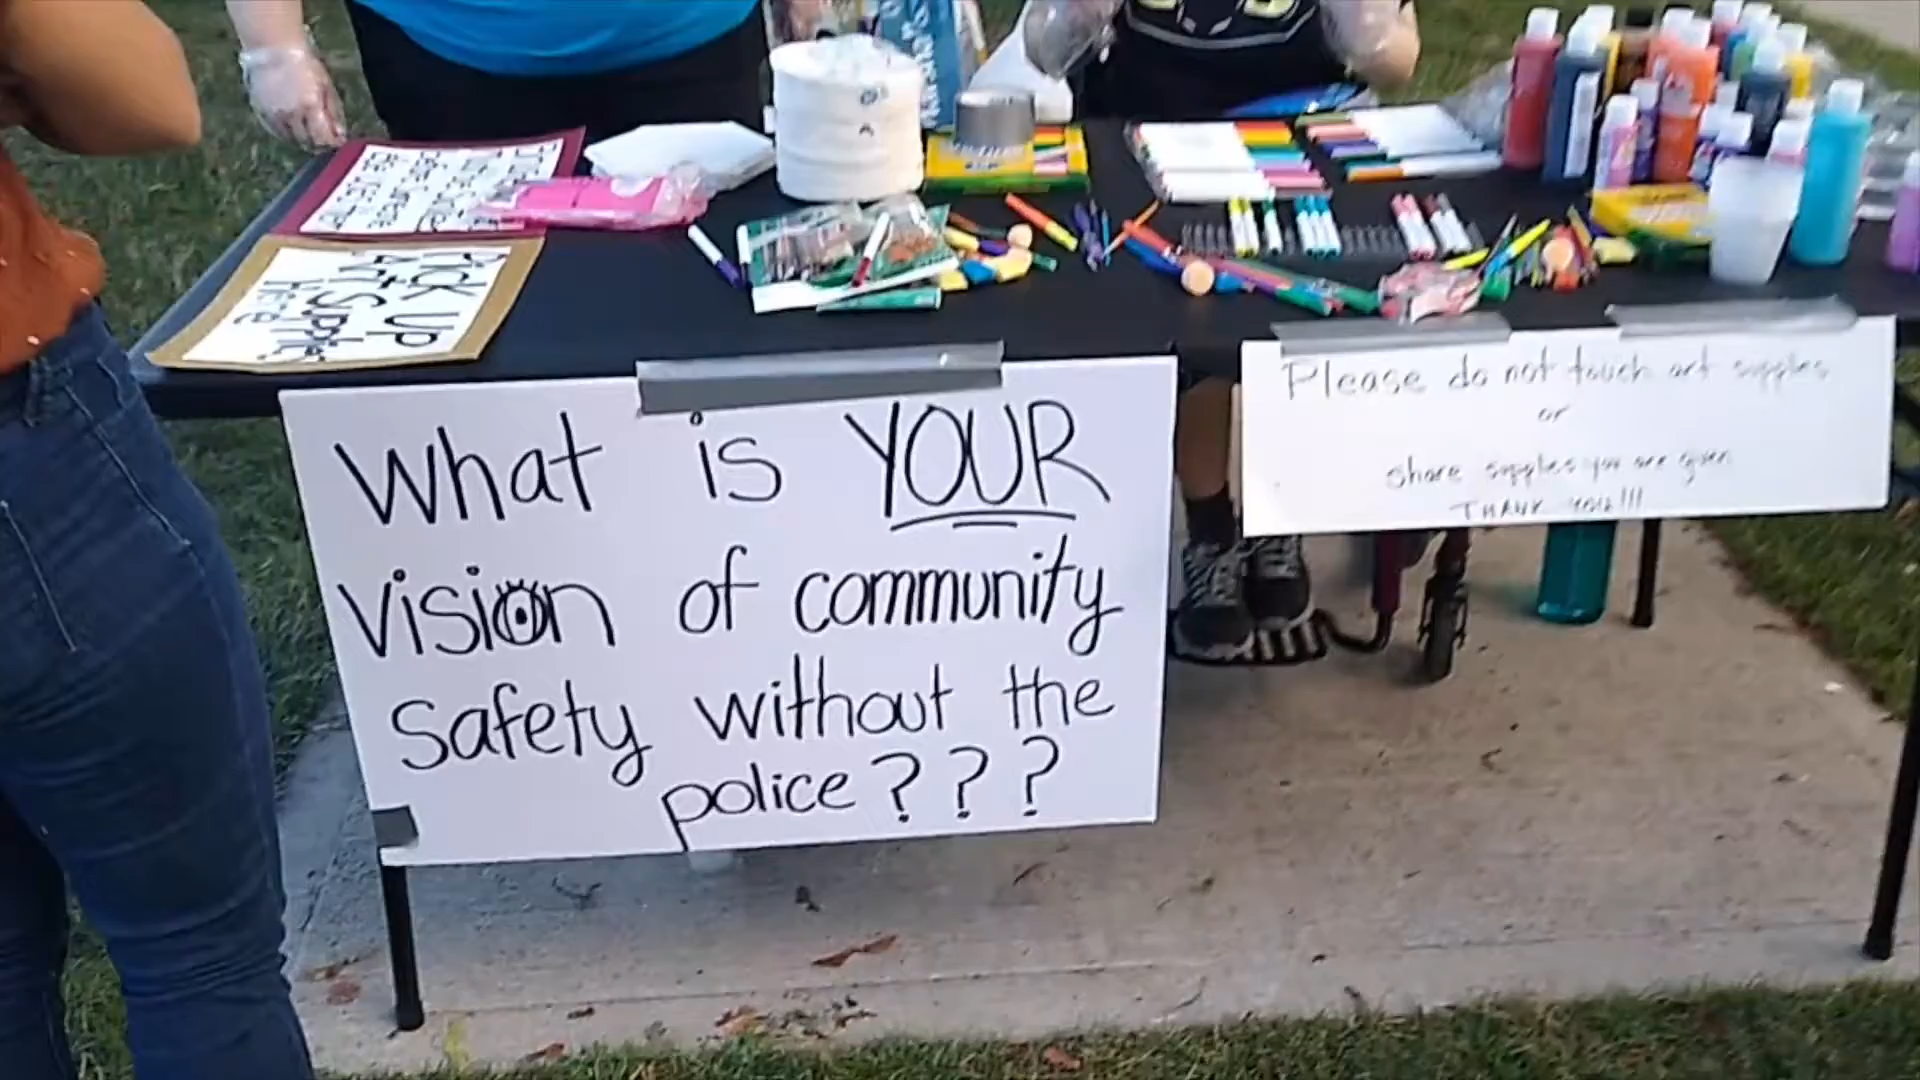 Pick Up
Art Supplies
Here
What is YOUR
Vision of community
Safety without the
police???
Please do not touch art supplies
or
share supplies you are given
THANK YOU!!!